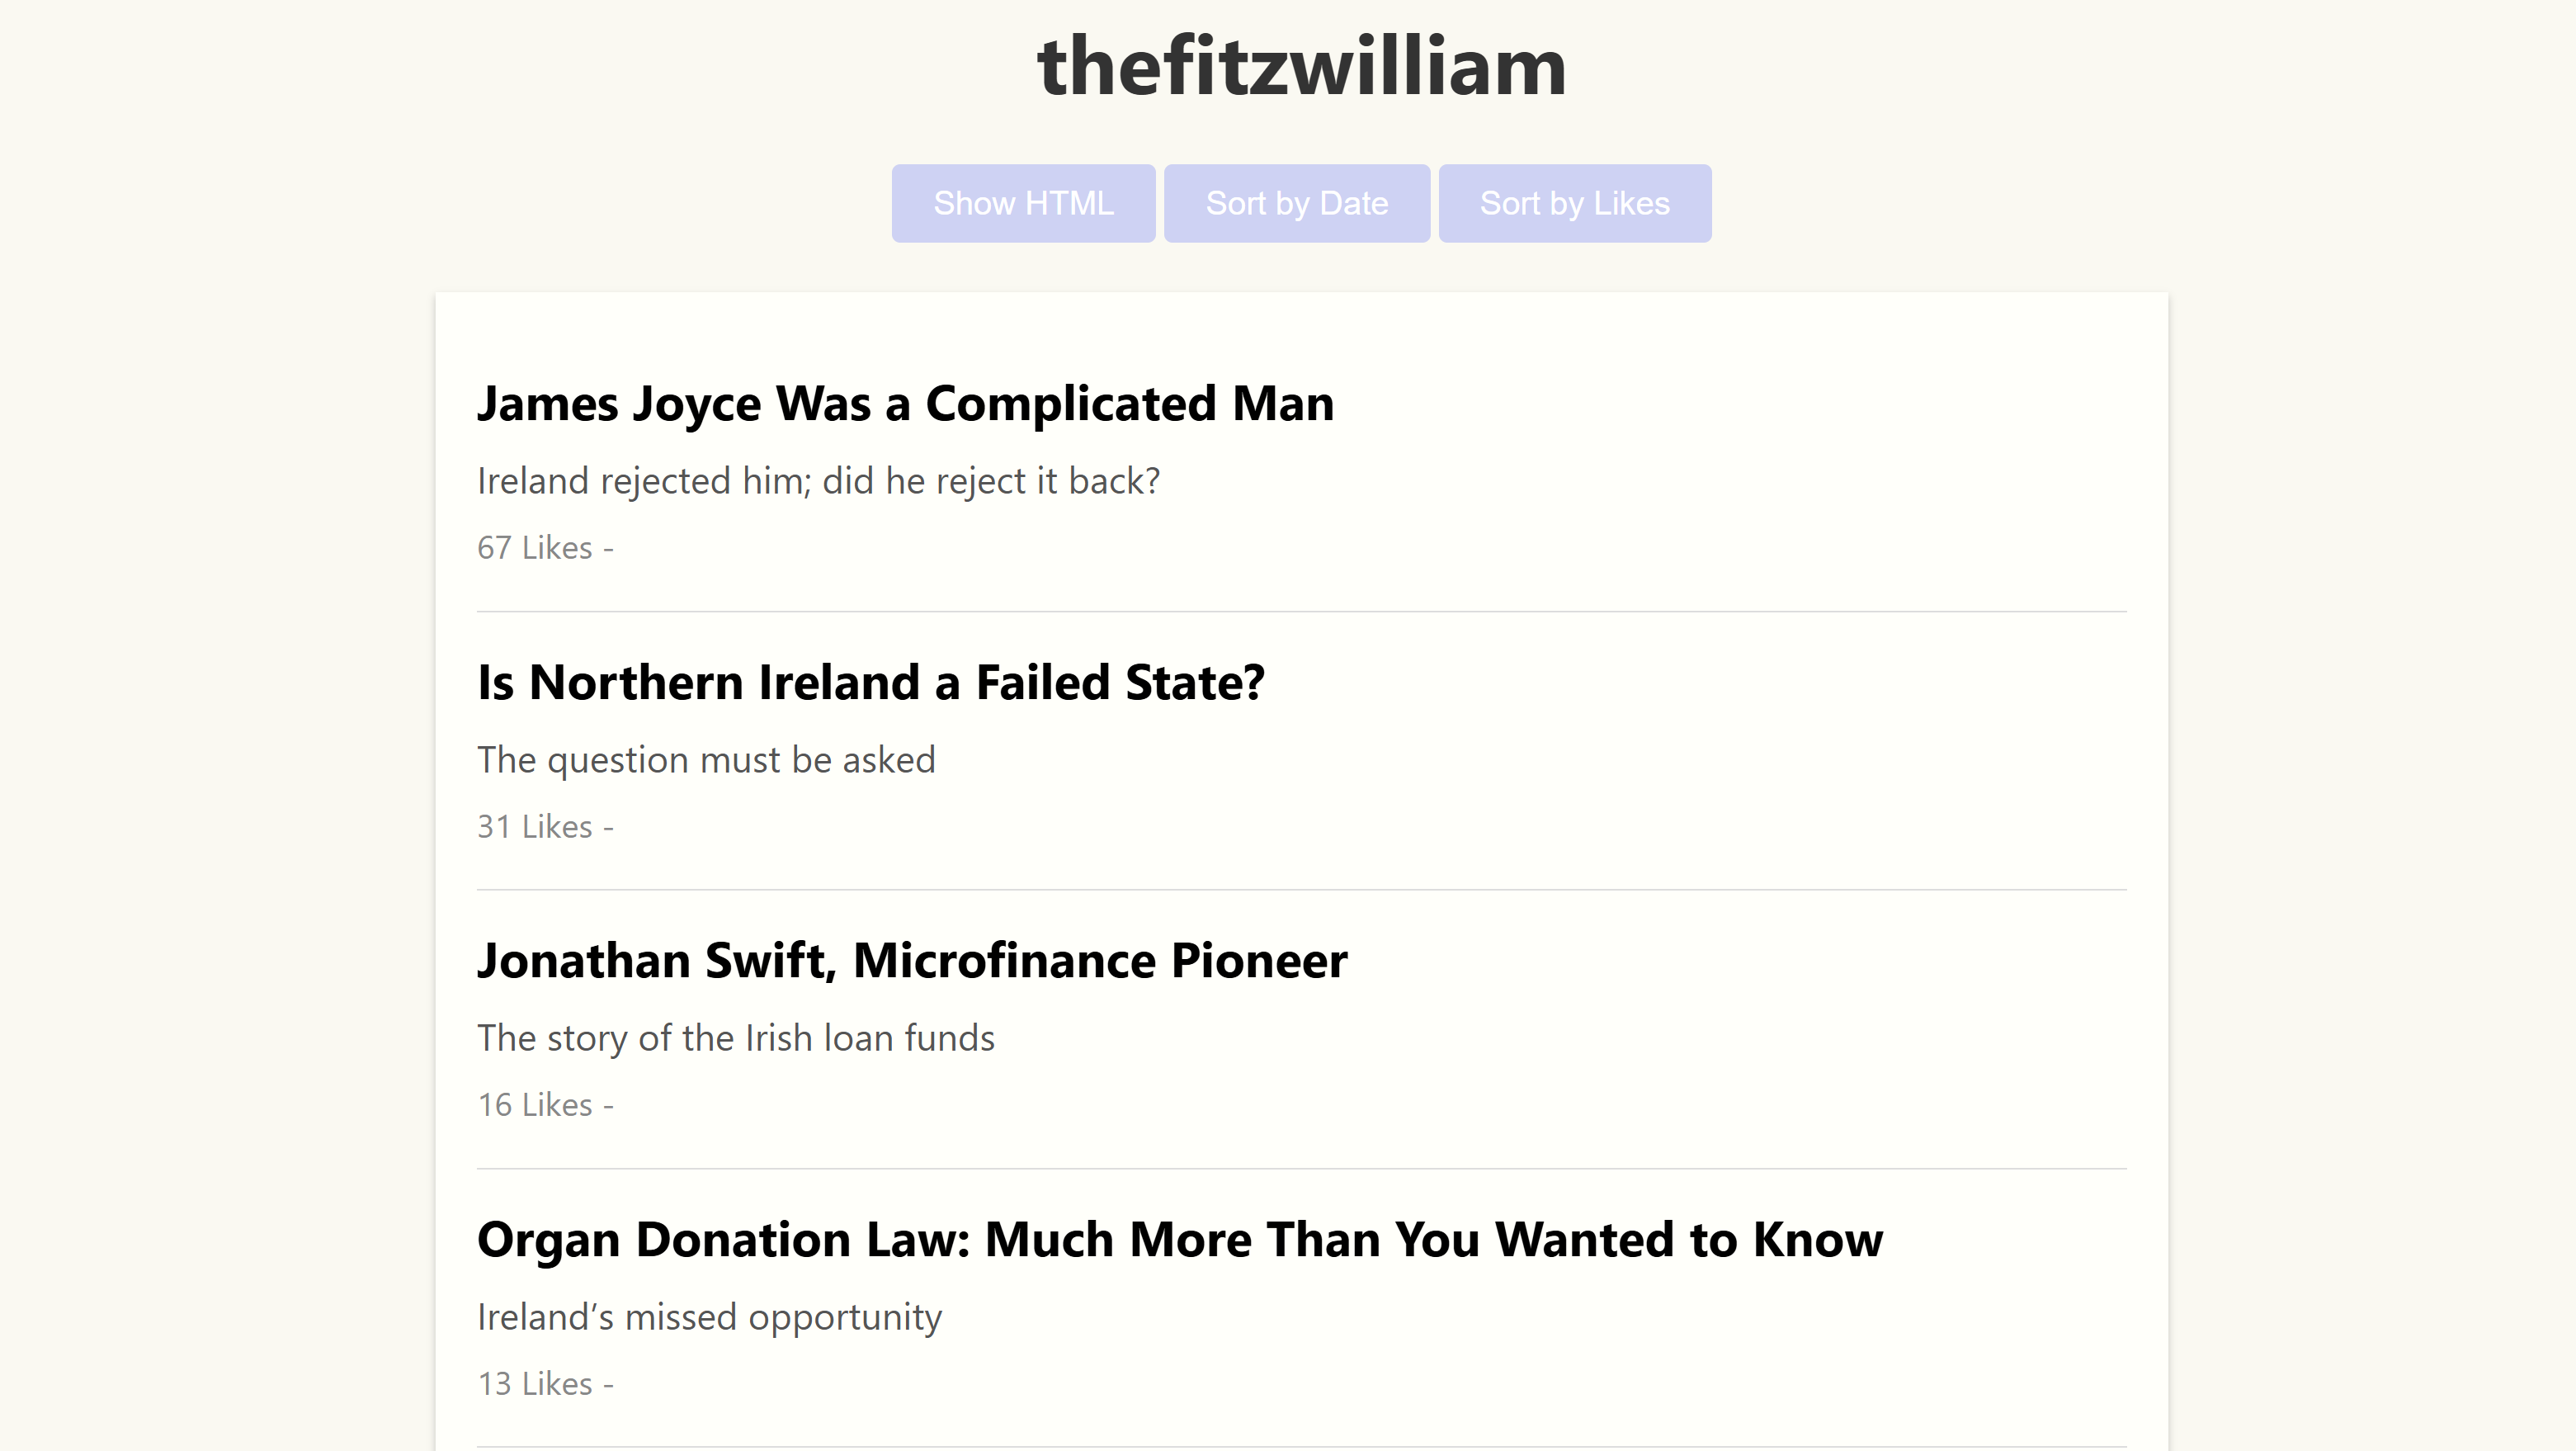 thefitzwilliam
Show HTML
Sort by Date
Sort by Likes
James Joyce Was a Complicated Man
Ireland rejected him; did he reject it back?
67 Likes -
Is Northern Ireland a Failed State?
The question must be asked
31 Likes -
Jonathan Swift, Microfinance Pioneer
The story of the Irish loan funds
16 Likes -
Organ Donation Law: Much More Than You Wanted to Know
Ireland’s missed opportunity
13 Likes -